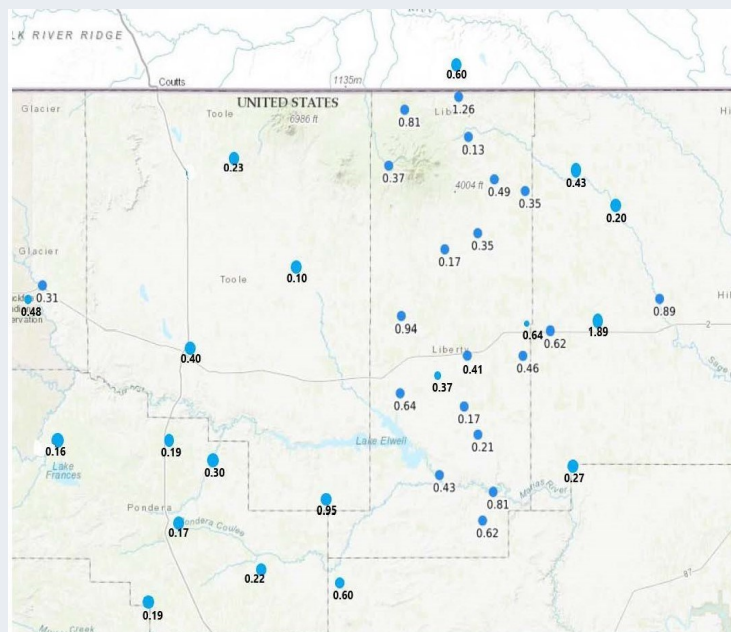 LK RIVER RIDGE
0.60
1135m
Coutts
UNITED STATES
Glacier
Toole
6986 ft
0.81
1.26
0.13
0.23
0.37
4004 ft
0.49
0.35
0.43
0.20
Glacier
0.17
0.35
0.10
Toole
0.31
0.48
ervation
0.94
0.64
0.62
1.89
0.89
2
0.40
Liberty
0.41
0.46
0.37
0.64
0.17
0.21
0.16
Lake
Frances
0.19
0.30
Lake Elwell
0.43
0.81
Marias River
0.27
0.62
Pondera
0.95
0.17
ondera Coulee
0.22
0.60
0.19
87